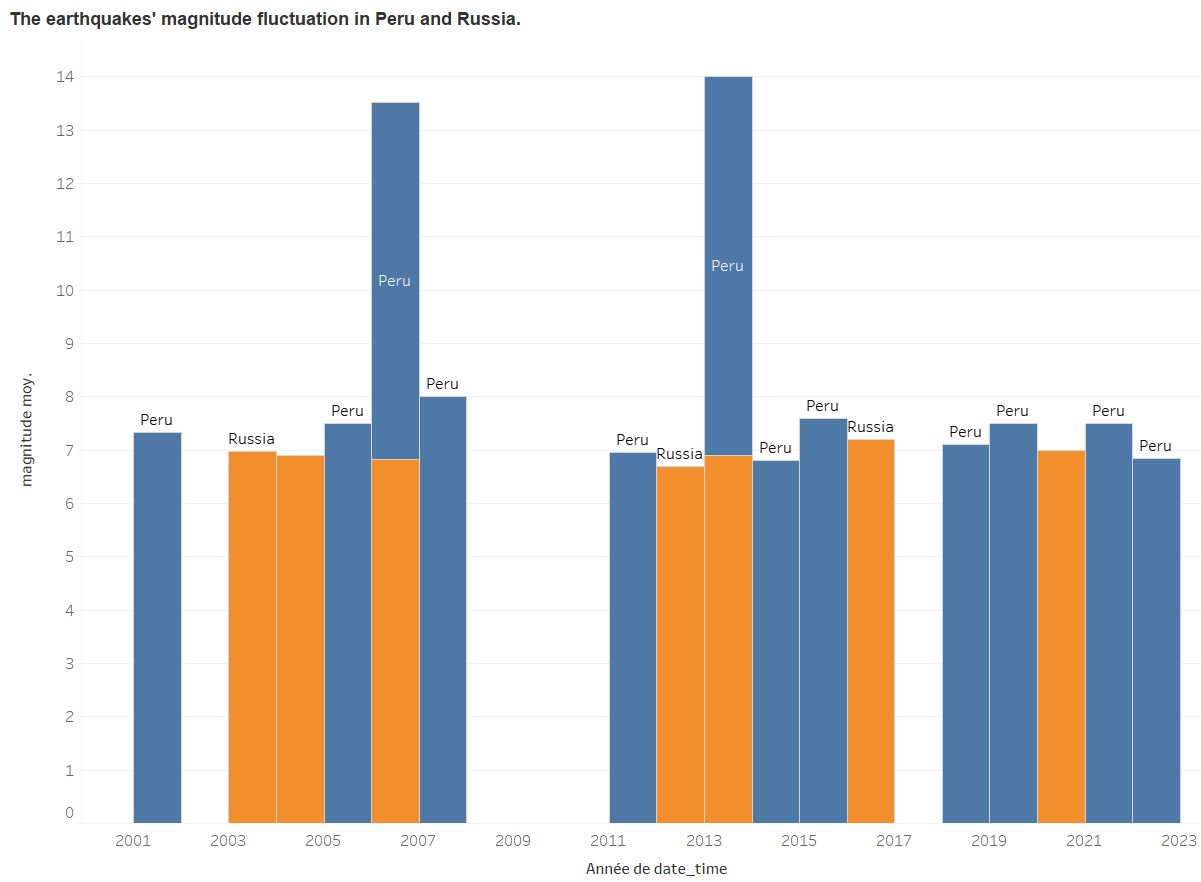 The earthquakes' magnitude fluctuation in Peru and Russia.
14
13
12
11
10
9
8
7
6
5
4
3
2
1
0
magnitude moy.
Peru
Russia
Peru
Peru
Peru
Peru
Russia
Peru
Peru
Peru
Russia
Peru
Peru
Peru
Peru
2001 2003 2005 2007 2009 2011 2013 2015 2017 2019 2021 2023
Année de date_time